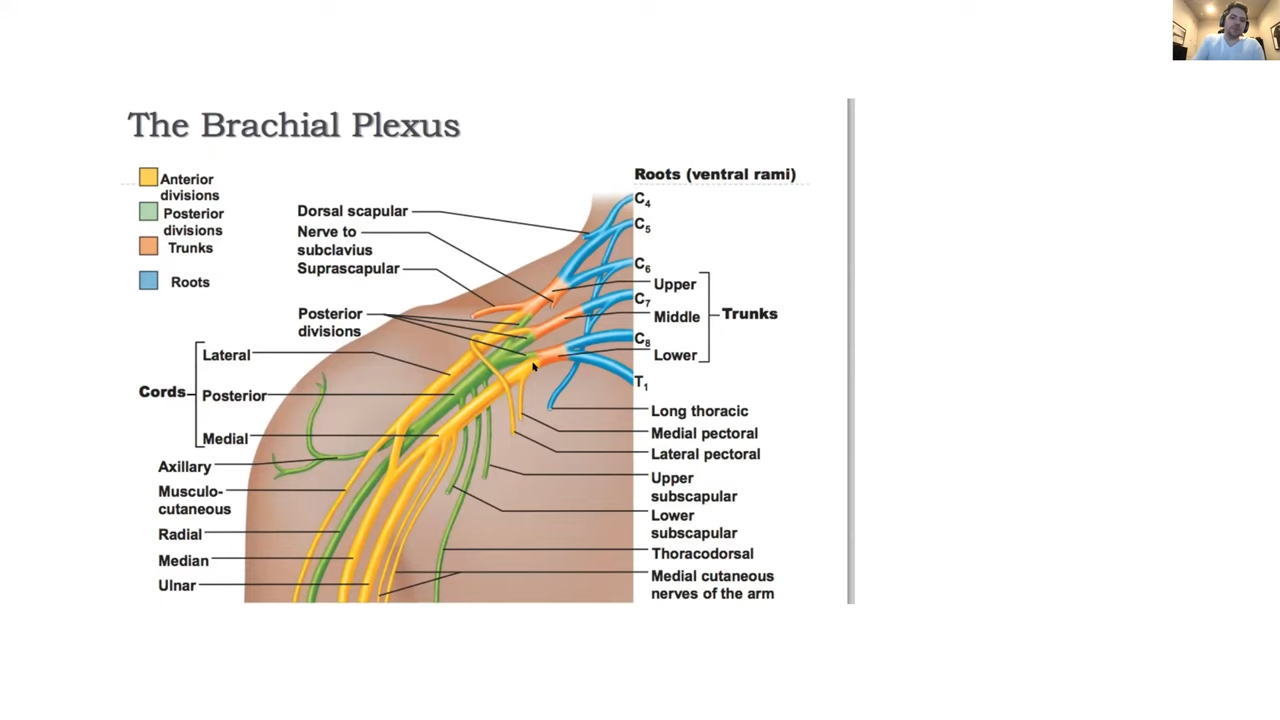 The Brachial Plexus
Anterior
divisions
Posterior
divisions
Trunks
Roots
Dorsal scapular
Nerve to
subclavius
Suprascapular
Posterior
divisions
Cords
Lateral
Posterior
Medial
Axillary
Musculo-
cutaneous
Radial
Median
Ulnar
Roots (ventral rami)
C4
C5
C6
Upper
C7
Middle
Trunks
C8
Lower
T1
Long thoracic
Medial pectoral
Lateral pectoral
Upper
subscapular
Lower
subscapular
Thoracodorsal
Medial cutaneous
nerves of the arm